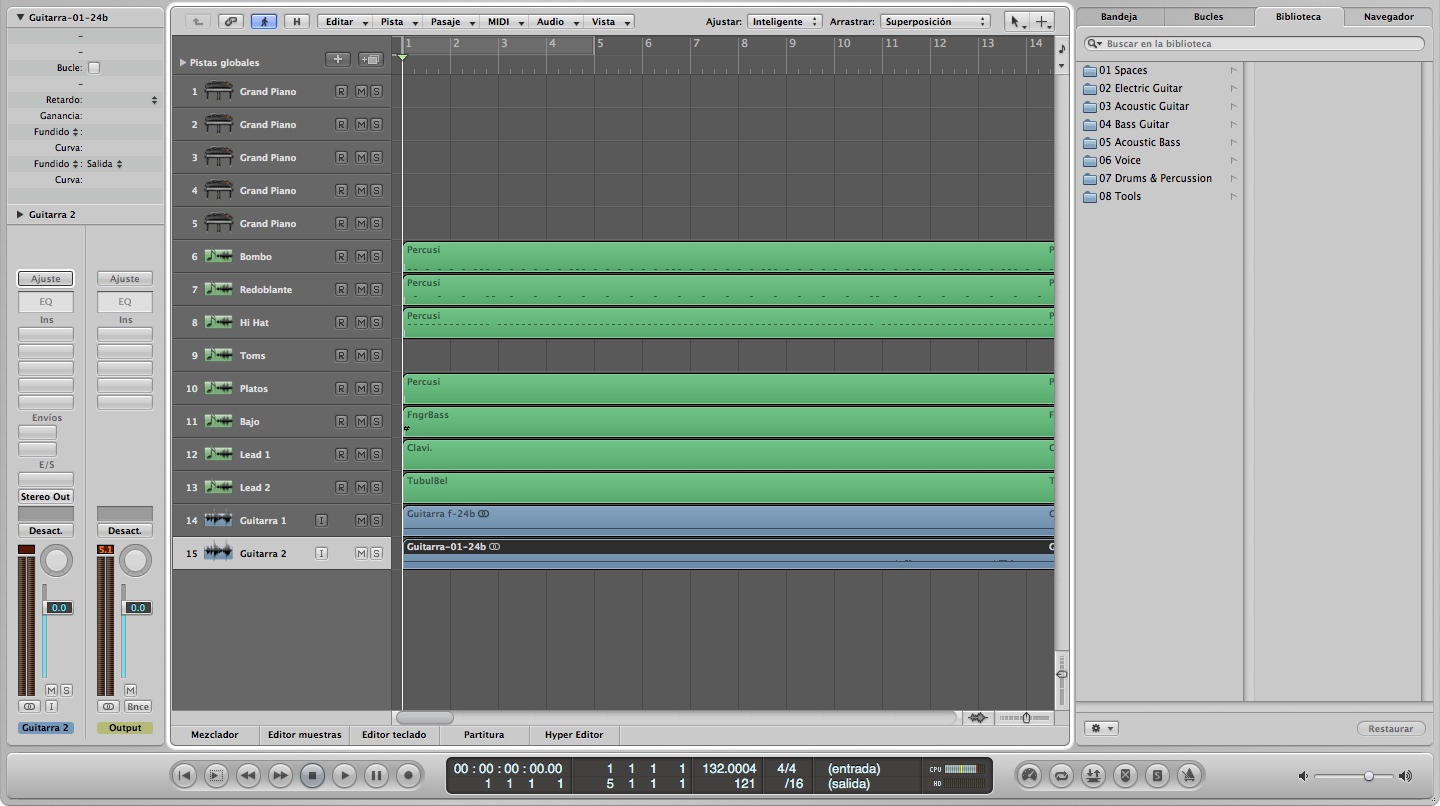 Guitarra-01-24b
Bucle:
Retardo:
Ganancia:
Fundido :
Curva:
Fundido : Salida
Curva:
Guitarra 2
Ajuste Ajuste
EQ EQ
Ins Ins
Envíos
E/S
Stereo Out
Desact. Desact.
5.1
0.0 0.0
M S M
I Bnce
Guitarra 2 Output
H Editar Pista Pasaje MIDI Audio Vista Ajustar: Inteligente Arrastrar: Superposición
Pistas globales
1 2 3 4 5 6 7 8 9 10 11 12 13 14
1 Grand Piano R M S
2 Grand Piano R M S
3 Grand Piano R M S
4 Grand Piano R M S
5 Grand Piano R M S
6 Bombo R M S Percusi P
7 Redoblante R M S Percusi P
8 Hi Hat R M S Percusi P
9 Toms R M S
10 Platos R M S Percusi P
11 Bajo R M S FngrBass F
12 Lead 1 R M S Clavi. C
13 Lead 2 R M S TubulBel T
14 Guitarra 1 I M S Guitarra f-24b G
15 Guitarra 2 I M S Guitarra-01-24b G
Mezclador Editor muestras Editor teclado Partitura Hyper Editor
Bandeja Bucles Biblioteca Navegador
Buscar en la biblioteca
01 Spaces
02 Electric Guitar
03 Acoustic Guitar
04 Bass Guitar
05 Acoustic Bass
06 Voice
07 Drums & Percussion
08 Tools
Restaurar
00 : 00 : 00 : 00.00 1 1 1 1 132.0004 4/4 (entrada) CPU
1 1 1 1 5 1 1 1 121 /16 (salida) HD
S